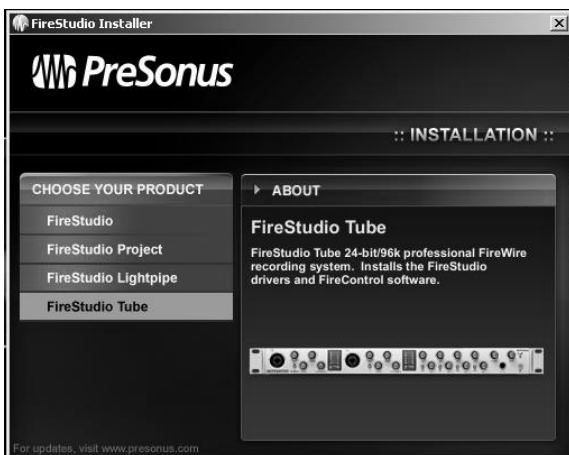 FireStudio Installer
PreSonus
:: INSTALLATION ::
CHOOSE YOUR PRODUCT
FireStudio
FireStudio Project
FireStudio Lightpipe
FireStudio Tube
ABOUT
FireStudio Tube
FireStudio Tube 24-bit/96k professional FireWire
recording system. Installs the FireStudio
drivers and FireControl software.
For updates, visit www.presonus.com